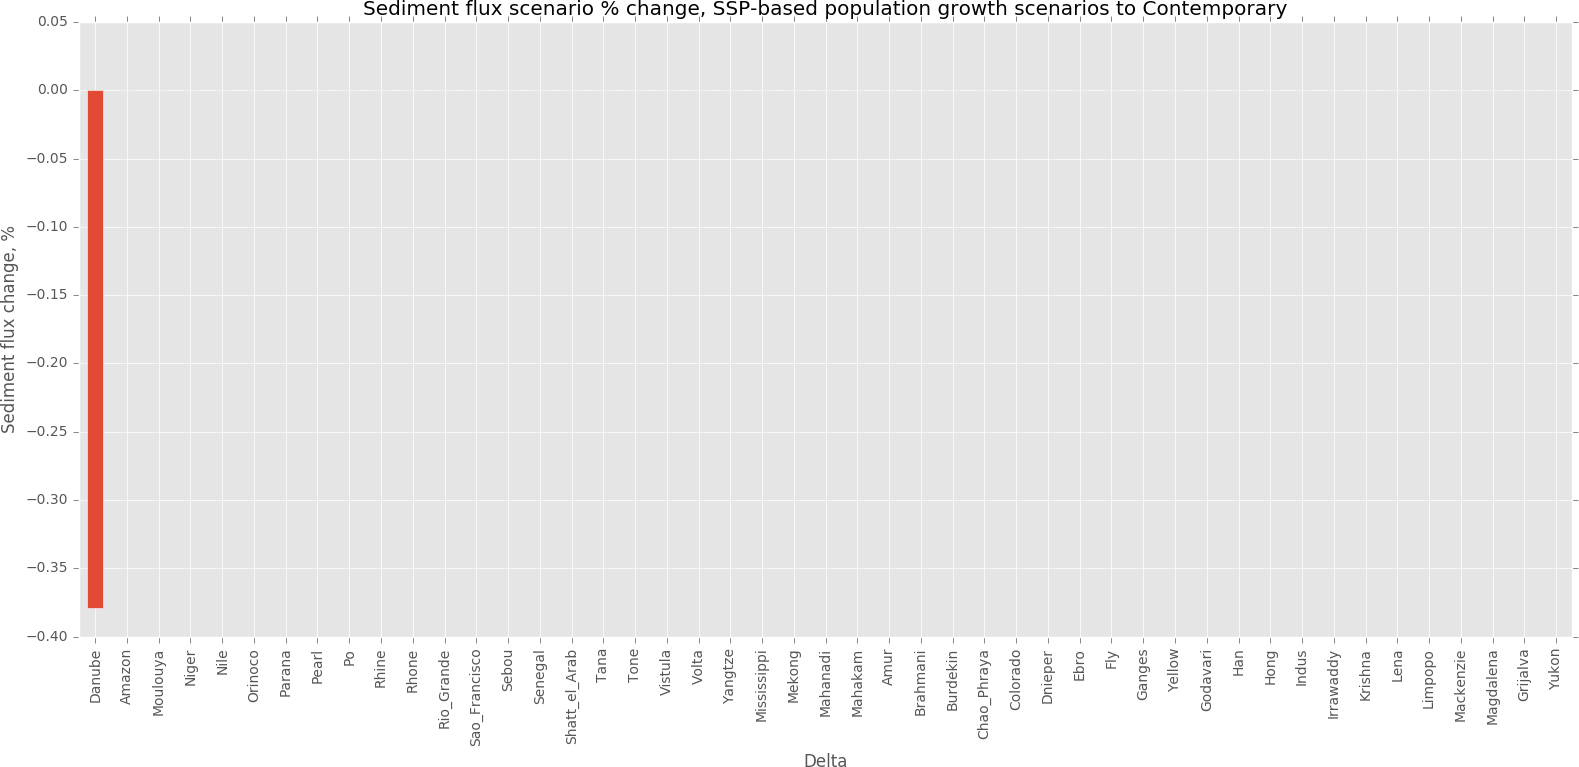 Sediment flux scenario % change, SSP-based population growth scenarios to Contemporary
0.05
0.00
−0.05
−0.10
−0.15
−0.20
−0.25
−0.30
−0.35
−0.40
Sediment flux change, %
Danube
Amazon
Moulouya
Niger
Nile
Orinoco
Parana
Pearl
Po
Rhine
Rhone
Rio_Grande
Sao_Francisco
Sebou
Senegal
Shatt_el_Arab
Tana
Tone
Vistula
Volta
Yangtze
Mississippi
Mekong
Mahanadi
Mahakam
Amur
Brahmani
Burdekin
Chao_Phraya
Colorado
Dnieper
Ebro
Fly
Ganges
Yellow
Godavari
Han
Hong
Indus
Irrawaddy
Krishna
Lena
Limpopo
Mackenzie
Magdalena
Grijalva
Yukon
Delta